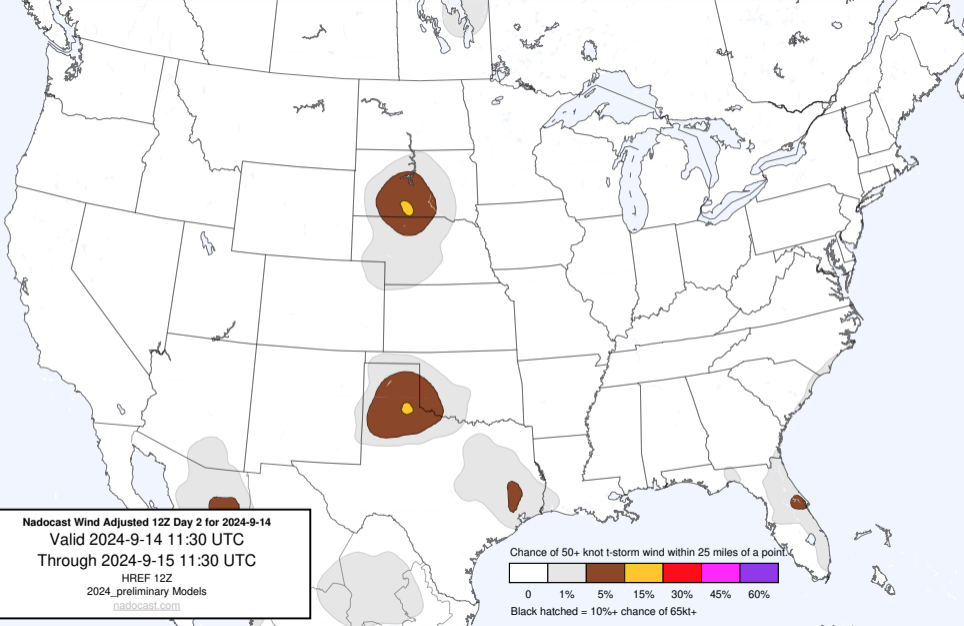 Nadocast Wind Adjusted 12Z Day 2 for 2024-9-14
Valid 2024-9-14 11:30 UTC
Through 2024-9-15 11:30 UTC
HREF 12Z
2024_preliminary Models
nadocast.com
Chance of 50+ knot t-storm wind within 25 miles of a point.
0 1% 5% 15% 30% 45% 60%
Black hatched = 10%+ chance of 65kt+